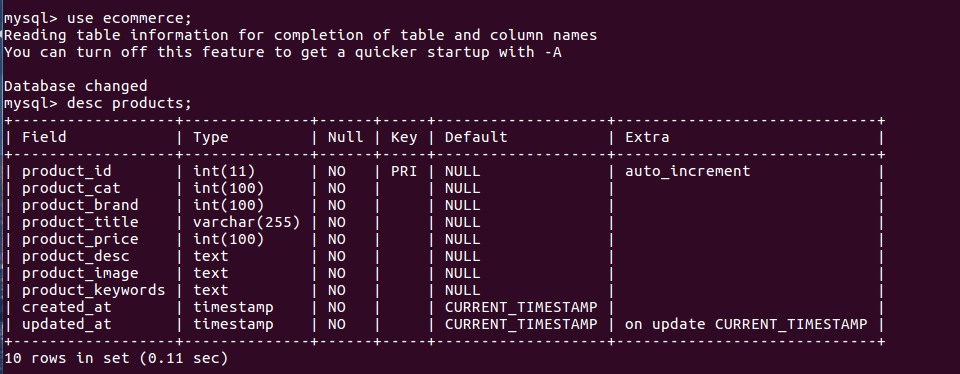 mysql> use ecommerce;
Reading table information for completion of table and column names
You can turn off this feature to get a quicker startup with -A

Database changed
mysql> desc products;
+------------------+--------------+------+-----+-------------------+-----------------------------+
| Field            | Type         | Null | Key | Default           | Extra                       |
+------------------+--------------+------+-----+-------------------+-----------------------------+
| product_id       | int(11)      | NO   | PRI | NULL              | auto_increment              |
| product_cat      | int(100)     | NO   |     | NULL              |                             |
| product_brand    | int(100)     | NO   |     | NULL              |                             |
| product_title    | varchar(255) | NO   |     | NULL              |                             |
| product_price    | int(100)     | NO   |     | NULL              |                             |
| product_desc     | text         | NO   |     | NULL              |                             |
| product_image    | text         | NO   |     | NULL              |                             |
| product_keywords | text         | NO   |     | NULL              |                             |
| created_at       | timestamp    | NO   |     | CURRENT_TIMESTAMP |                             |
| updated_at       | timestamp    | NO   |     | CURRENT_TIMESTAMP | on update CURRENT_TIMESTAMP |
+------------------+--------------+------+-----+-------------------+-----------------------------+
10 rows in set (0.11 sec)